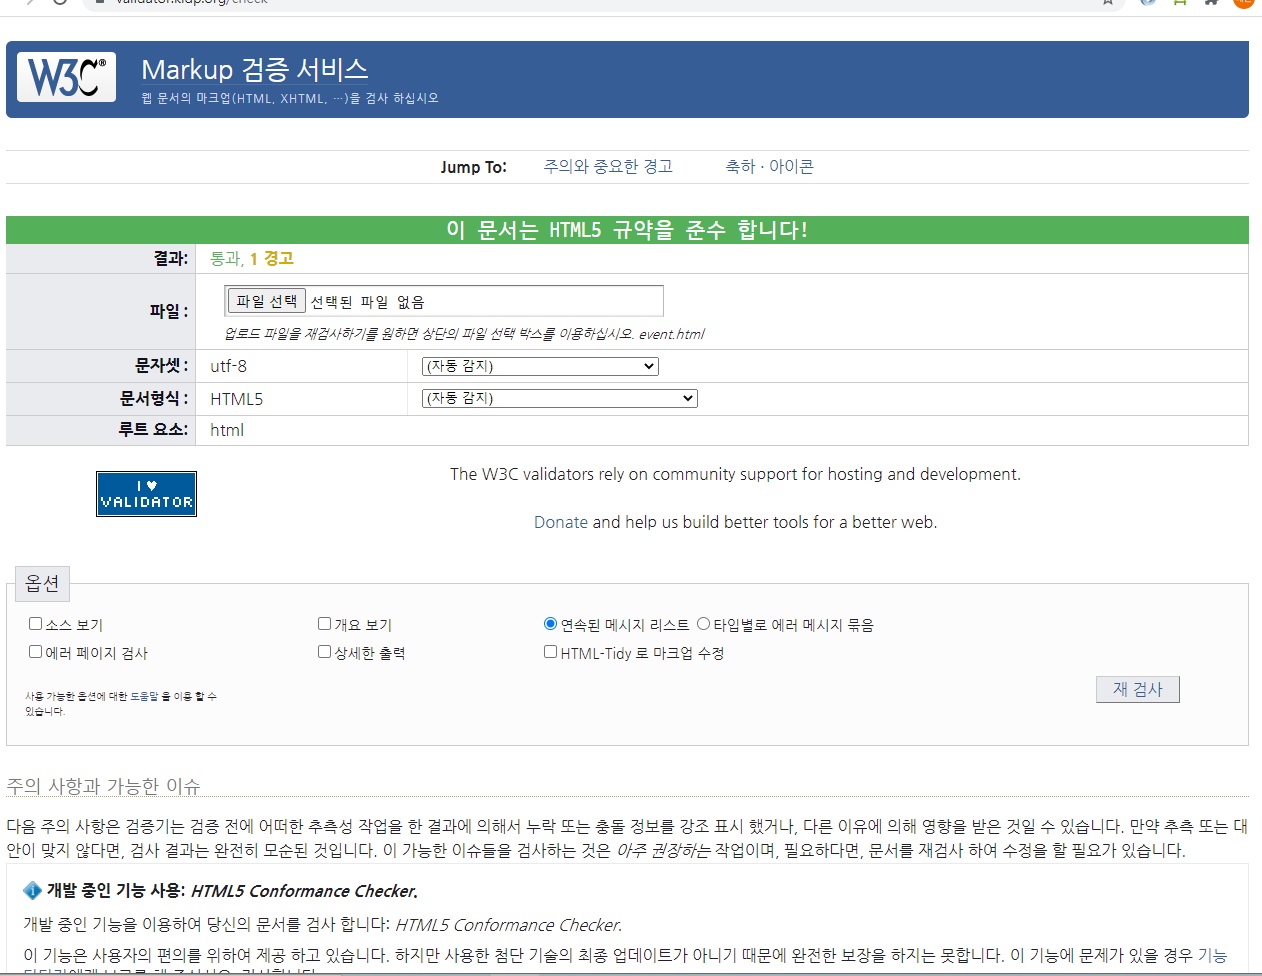 validator.kldp.org/check
W3C®
Markup 검증 서비스
웹 문서의 마크업(HTML, XHTML, …)을 검사 하십시오
Jump To: 주의와 중요한 경고 축하 · 아이콘
이 문서는 HTML5 규약을 준수 합니다!
결과: 통과, 1 경고
파일 : 파일 선택 선택된 파일 없음
업로드 파일을 재검사하기를 원하면 상단의 파일 선택 박스를 이용하십시오. event.html
문자셋 : utf-8 (자동 감지)
문서형식 : HTML5 (자동 감지)
루트 요소: html
I ♥
VALIDATOR
The W3C validators rely on community support for hosting and development.
Donate and help us build better tools for a better web.
옵션
소스 보기 개요 보기 연속된 메시지 리스트 타입별로 에러 메시지 묶음
에러 페이지 검사 상세한 출력 HTML-Tidy 로 마크업 수정
사용 가능한 옵션에 대한 도움말 을 이용 할 수
있습니다.
재 검사
주의 사항과 가능한 이슈
다음 주의 사항은 검증기는 검증 전에 어떠한 추측성 작업을 한 결과에 의해서 누락 또는 충돌 정보를 강조 표시 했거나, 다른 이유에 의해 영향을 받은 것일 수 있습니다. 만약 추측 또는 대
안이 맞지 않다면, 검사 결과는 완전히 모순된 것입니다. 이 가능한 이슈들을 검사하는 것은 아주 권장하는 작업이며, 필요하다면, 문서를 재검사 하여 수정을 할 필요가 있습니다.
개발 중인 기능 사용: HTML5 Conformance Checker.
개발 중인 기능을 이용하여 당신의 문서를 검사 합니다: HTML5 Conformance Checker.
이 기능은 사용자의 편의를 위하여 제공 하고 있습니다. 하지만 사용한 첨단 기술의 최종 업데이트가 아니기 때문에 완전한 보장을 하지는 못합니다. 이 기능에 문제가 있을 경우 기능